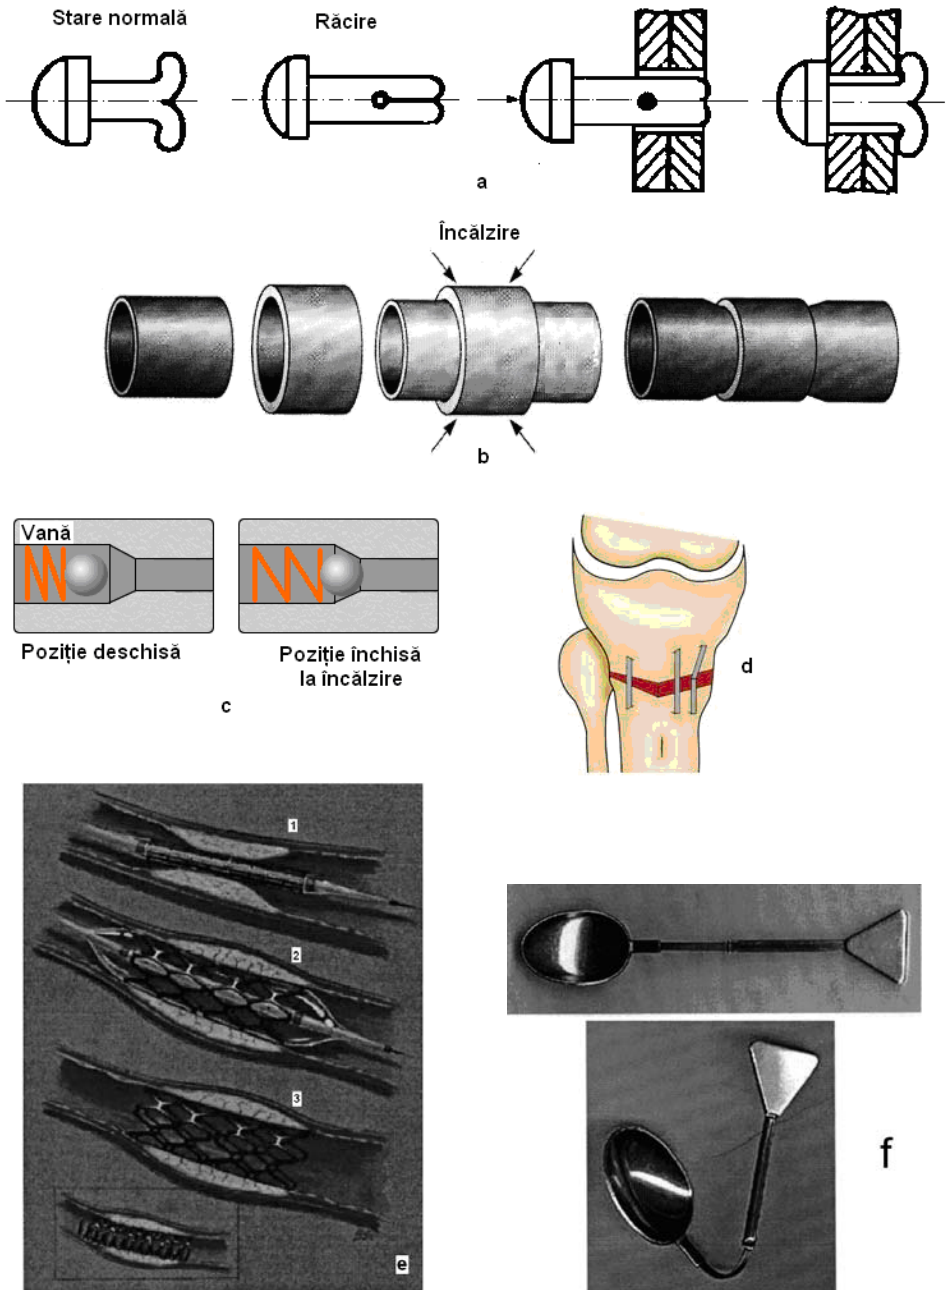 Stare normală
Răcire
a
Încălzire
b
Vană
Poziție deschisă
Poziție închisă
la încălzire
c
d
1
2
3
e
f